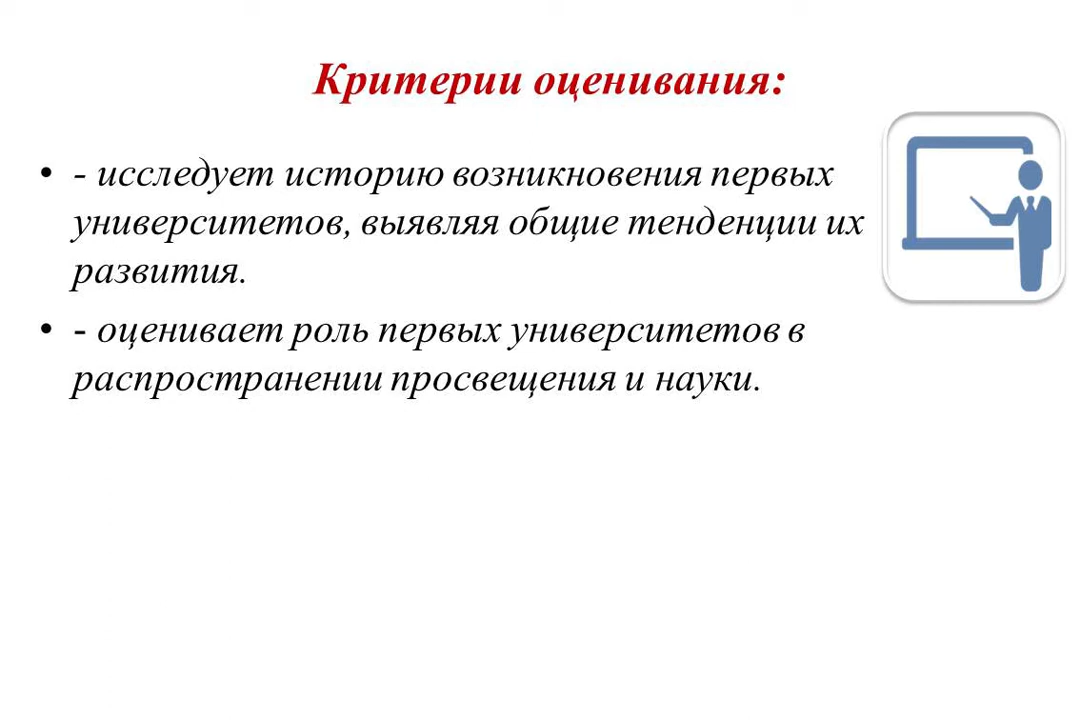 Критерии оценивания:
• - исследует историю возникновения первых
университетов, выявляя общие тенденции их
развития.
• - оценивает роль первых университетов в
распространении просвещения и науки.